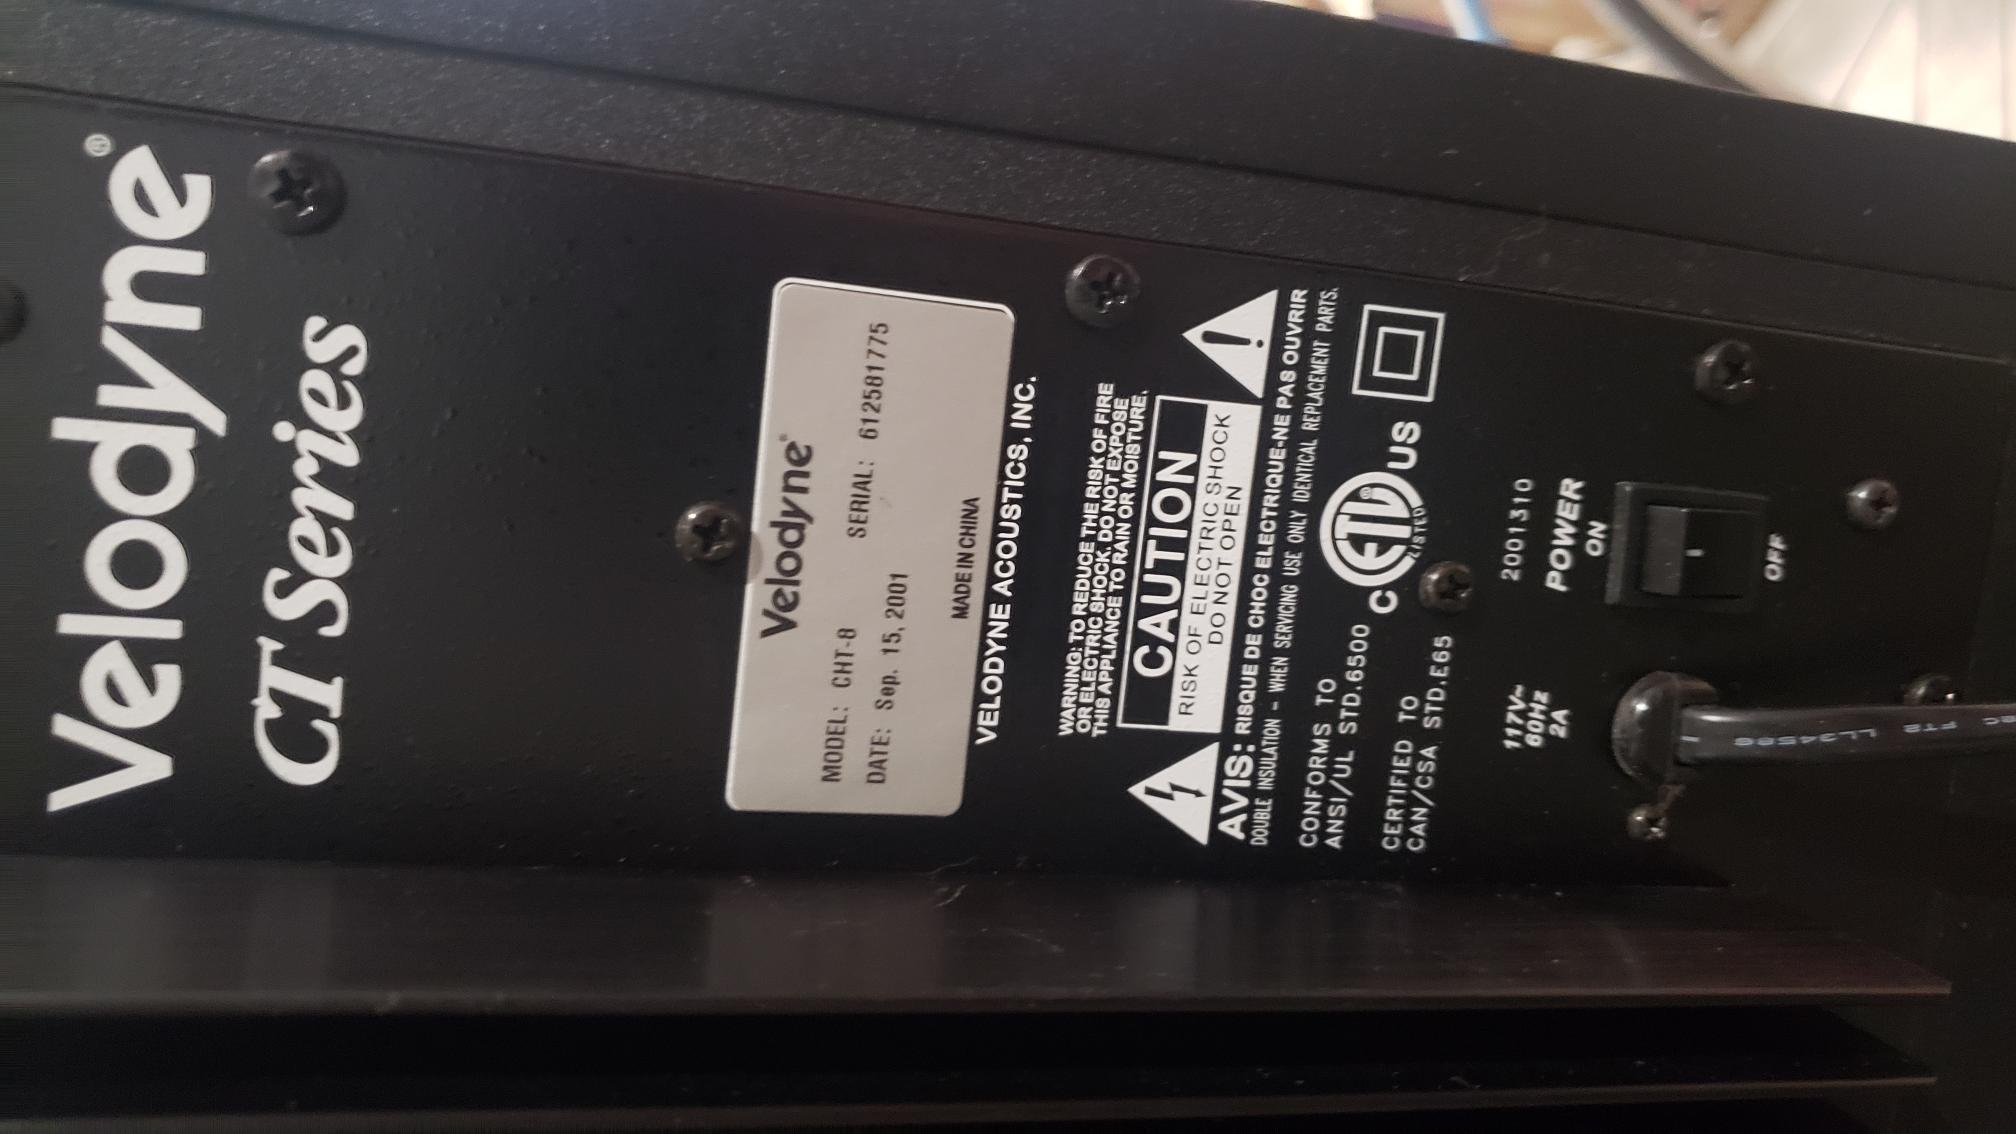 Velodyne®
CT Series
Velodyne®
MODEL: CHT-8 SERIAL: 612581775
DATE: Sep. 15, 2001
MADE IN CHINA
VELODYNE ACOUSTICS, INC.
WARNING: TO REDUCE THE RISK OF FIRE
OR ELECTRIC SHOCK, DO NOT EXPOSE
THIS APPLIANCE TO RAIN OR MOISTURE.
CAUTION
RISK OF ELECTRIC SHOCK
DO NOT OPEN
AVIS: RISQUE DE CHOC ELECTRIQUE-NE PAS OUVRIR
DOUBLE INSULATION - WHEN SERVICING USE ONLY IDENTICAL REPLACEMENT PARTS.
CONFORMS TO
ANSI/UL STD.6500
CERTIFIED TO
CAN/CSA STD.E65
C ETL® US
LISTED
2001310
117V~
60Hz
2A
POWER
ON
OFF